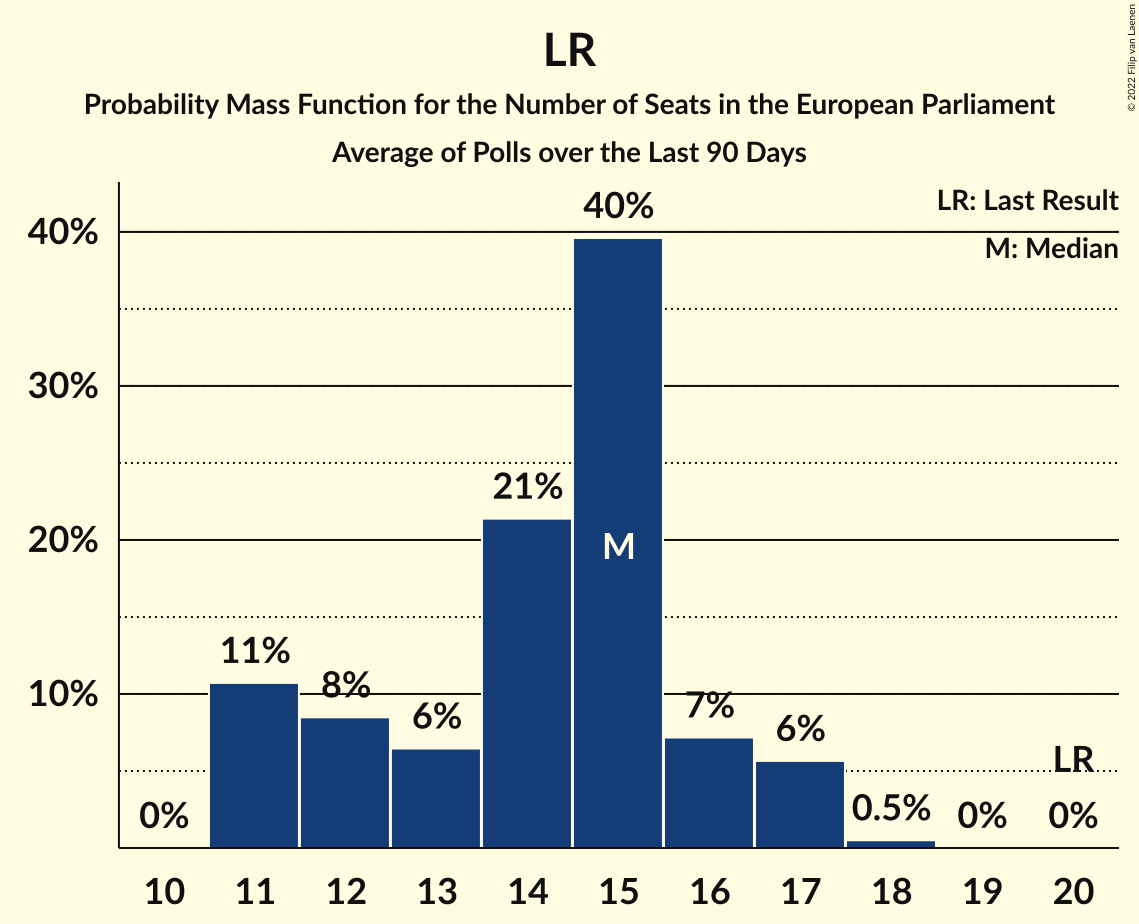 LR
Probability Mass Function for the Number of Seats in the European Parliament
Average of Polls over the Last 90 Days
© 2022 Filip van Laenen
LR: Last Result
M: Median
40%
30%
20%
10%
0%
11%
8%
6%
21%
40%
M
7%
6%
0.5%
0%
LR
0%
10 11 12 13 14 15 16 17 18 19 20